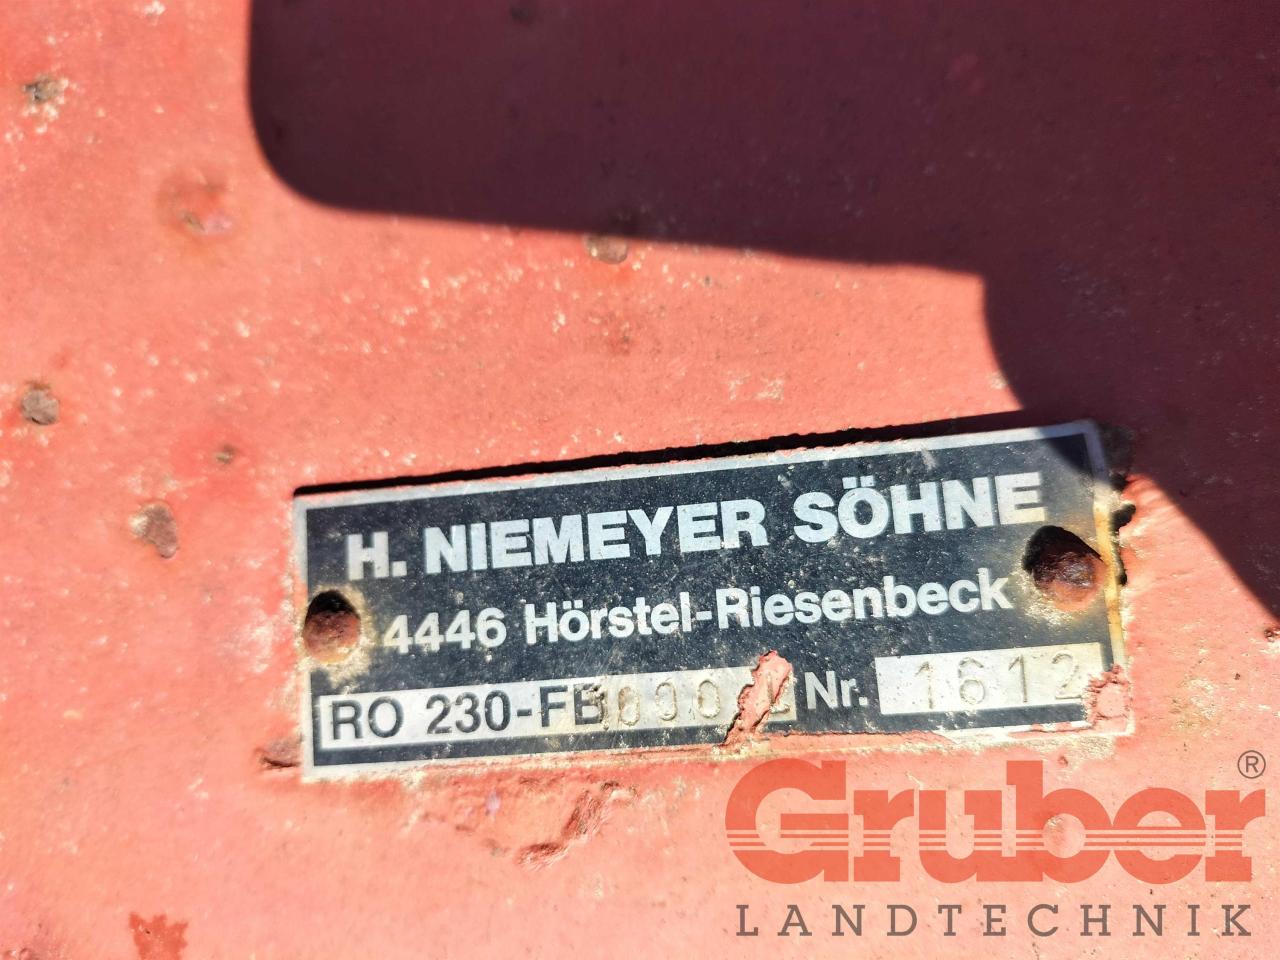 H. NIEMEYER SÖHNE
4446 Hörstel-Riesenbeck
RO 230-FB Nr. 1612
Gruber®
LANDTECHNIK